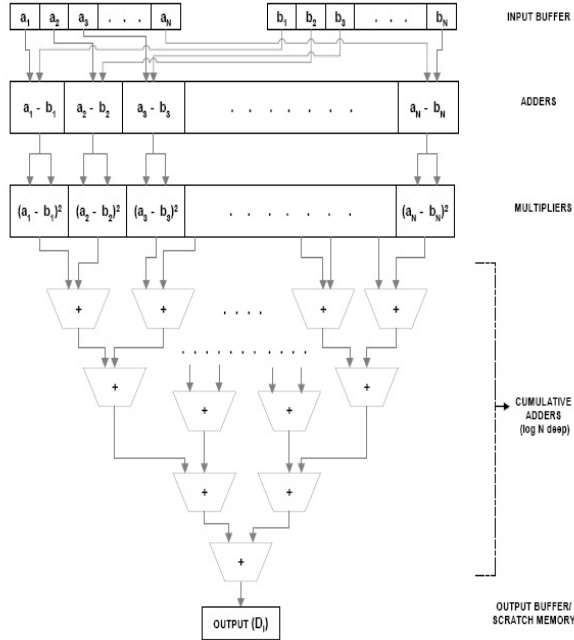 a₁ a₂ a₃ . . . aₙ b₁ b₂ b₃ . . . bₙ INPUT BUFFER
a₁ - b₁ a₂ - b₂ a₃ - b₃ . . . . . . . aₙ - bₙ ADDERS
(a₁ - b₁)² (a₂ - b₂)² (a₃ - b₃)² . . . . . . . (aₙ - bₙ)² MULTIPLIERS
+ + . . . . + +
. . . . . . . . . . .
+ +
+ +
CUMULATIVE
ADDERS
(log N deep)
+ +
+
OUTPUT (Dᵢ)
OUTPUT BUFFER/
SCRATCH MEMORY